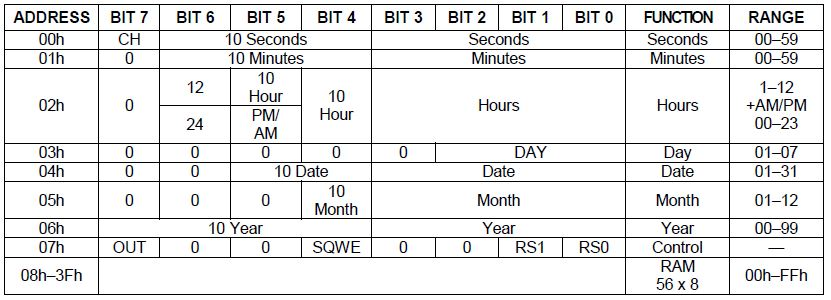 ADDRESS BIT 7 BIT 6 BIT 5 BIT 4 BIT 3 BIT 2 BIT 1 BIT 0 FUNCTION RANGE
00h CH 10 Seconds Seconds Seconds 00–59
01h 0 10 Minutes Minutes Minutes 00–59
02h 0 12 24 10 Hour PM/AM 10 Hour Hours Hours 1–12 +AM/PM 00–23
03h 0 0 0 0 0 DAY Day 01–07
04h 0 0 10 Date Date Date 01–31
05h 0 0 0 10 Month Month Month 01–12
06h 10 Year Year Year 00–99
07h OUT 0 0 SQWE 0 0 RS1 RS0 Control —
08h–3Fh RAM 56 x 8 00h–FFh